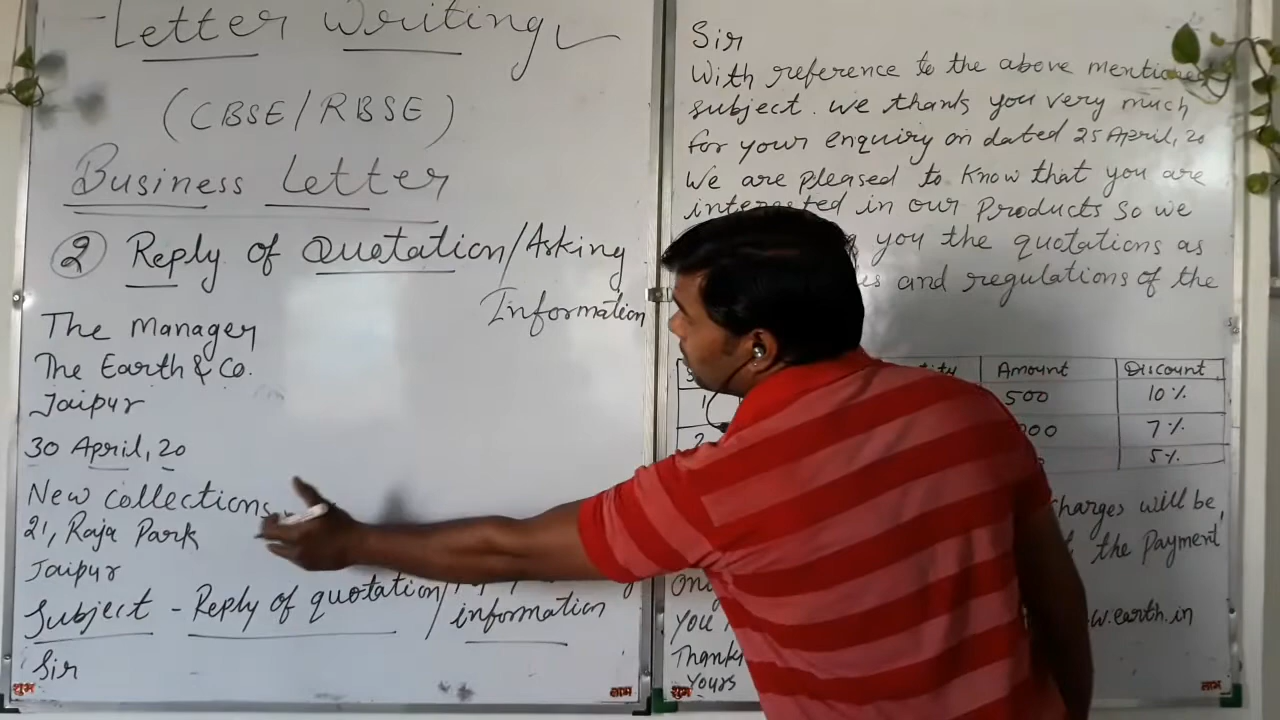 Letter Writing
(CBSE/RBSE)
Business Letter
2 Reply of Quotation/Asking
Information
The Manager
The Earth & Co.
Jaipur
30 April, 20
New Collections
21, Raja Park
Jaipur
Subject - Reply of quotation/
information
Sir
शुभ
लाभ
Sir
With reference to the above mentioned
subject. we thanks you very much
for your enquiry on dated 25 April, 20
We are pleased to know that you are
interested in our Products so we
you the quotations as
and regulations of the
Amount Discount
1 500 10%
2 7%
5%
charges will be
the Payment
you
w.earth.in
Thank
Yours
शुभ
लाभ